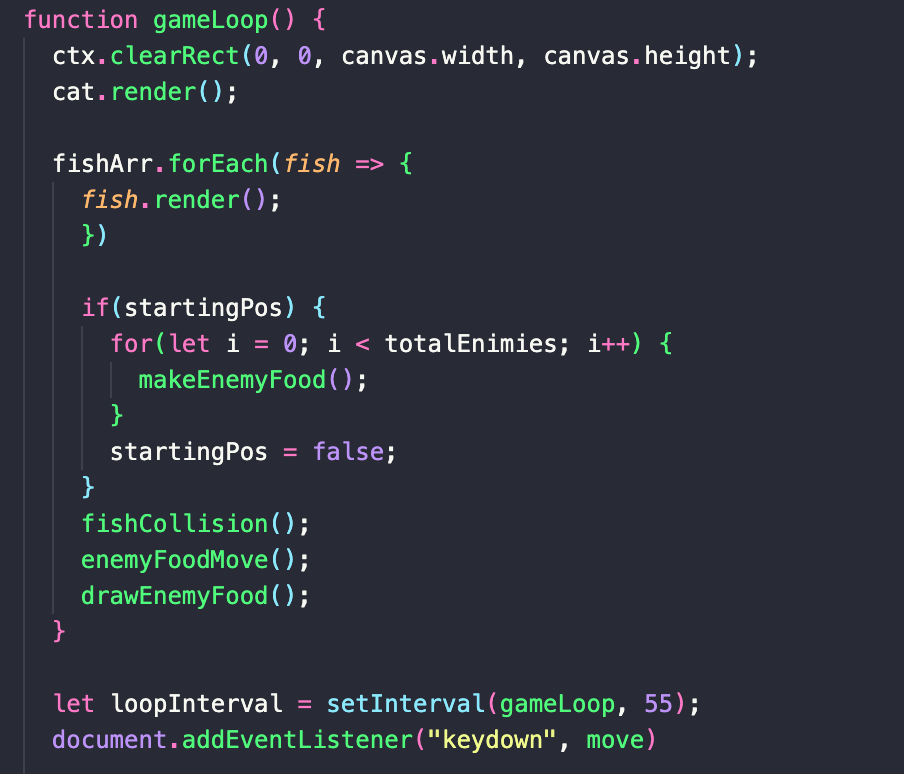 function gameLoop() {
ctx.clearRect(0, 0, canvas.width, canvas.height);
cat.render();
fishArr.forEach(fish => {
fish.render();
})
if(startingPos) {
for(let i = 0; i < totalEnimies; i++) {
makeEnemyFood();
}
startingPos = false;
}
fishCollision();
enemyFoodMove();
drawEnemyFood();
}
let loopInterval = setInterval(gameLoop, 55);
document.addEventListener("keydown", move)